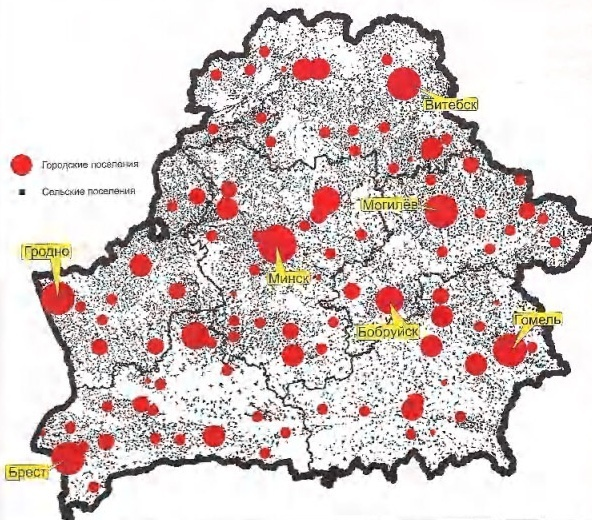 Витебск
Городские поселения
Сельские поселения
Могилёв
Гродно
Минск
Бобруйск
Гомель
Брест